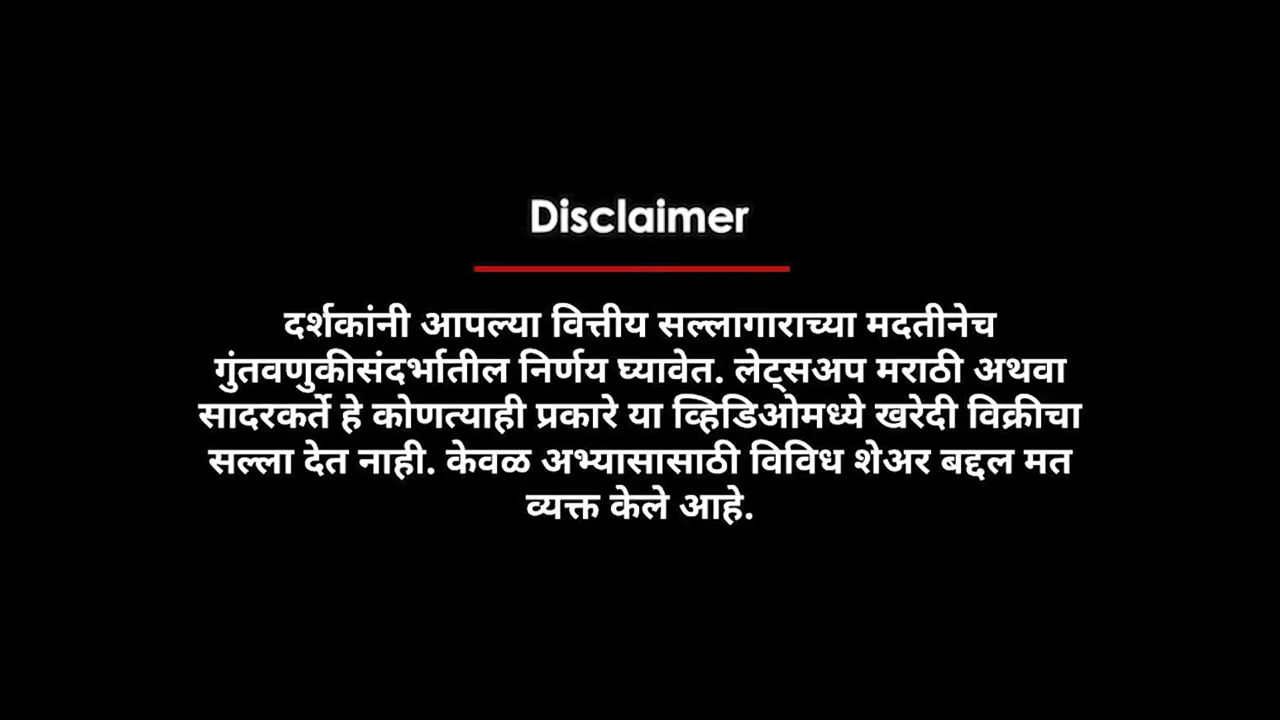 Disclaimer
दर्शकांनी आपल्या वित्तीय सल्लागाराच्या मदतीनेच
गुंतवणुकीसंदर्भातील निर्णय घ्यावेत. लेट्सअप मराठी अथवा
सादरकर्ते हे कोणत्याही प्रकारे या व्हिडिओमध्ये खरेदी विक्रीचा
सल्ला देत नाही. केवळ अभ्यासासाठी विविध शेअर बद्दल मत
व्यक्त केले आहे.